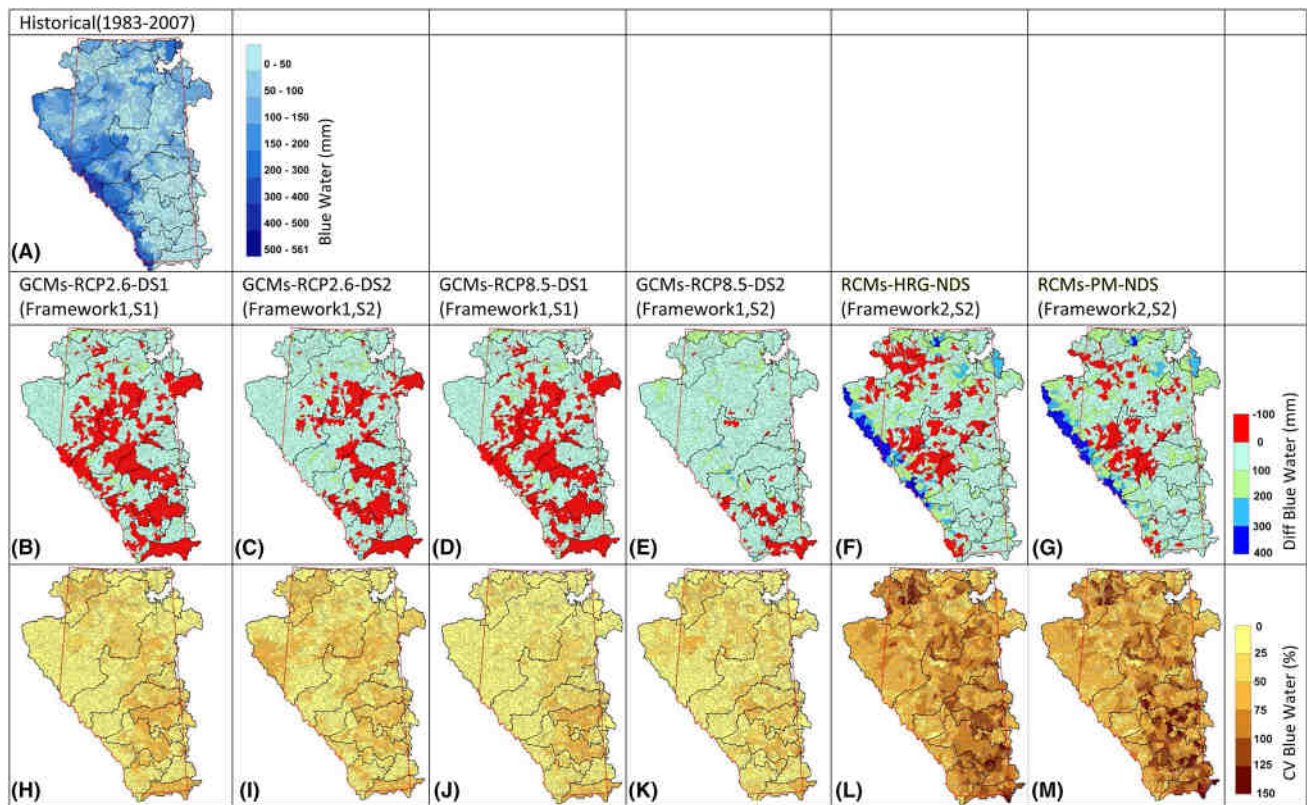 Historical(1983-2007)
0 - 50
50 - 100
100 - 150
150 - 200
200 - 300
300 - 400
400 - 500
500 - 561
Blue Water (mm)
(A)
GCMs-RCP2.6-DS1
(Framework1,S1)
GCMs-RCP2.6-DS2
(Framework1,S2)
GCMs-RCP8.5-DS1
(Framework1,S1)
GCMs-RCP8.5-DS2
(Framework1,S2)
RCMs-HRG-NDS
(Framework2,S2)
RCMs-PM-NDS
(Framework2,S2)
(B)
(C)
(D)
(E)
(F)
(G)
-100
0
100
200
300
400
Diff Blue Water (mm)
(H)
(I)
(J)
(K)
(L)
(M)
0
25
50
75
100
125
150
CV Blue Water (%)